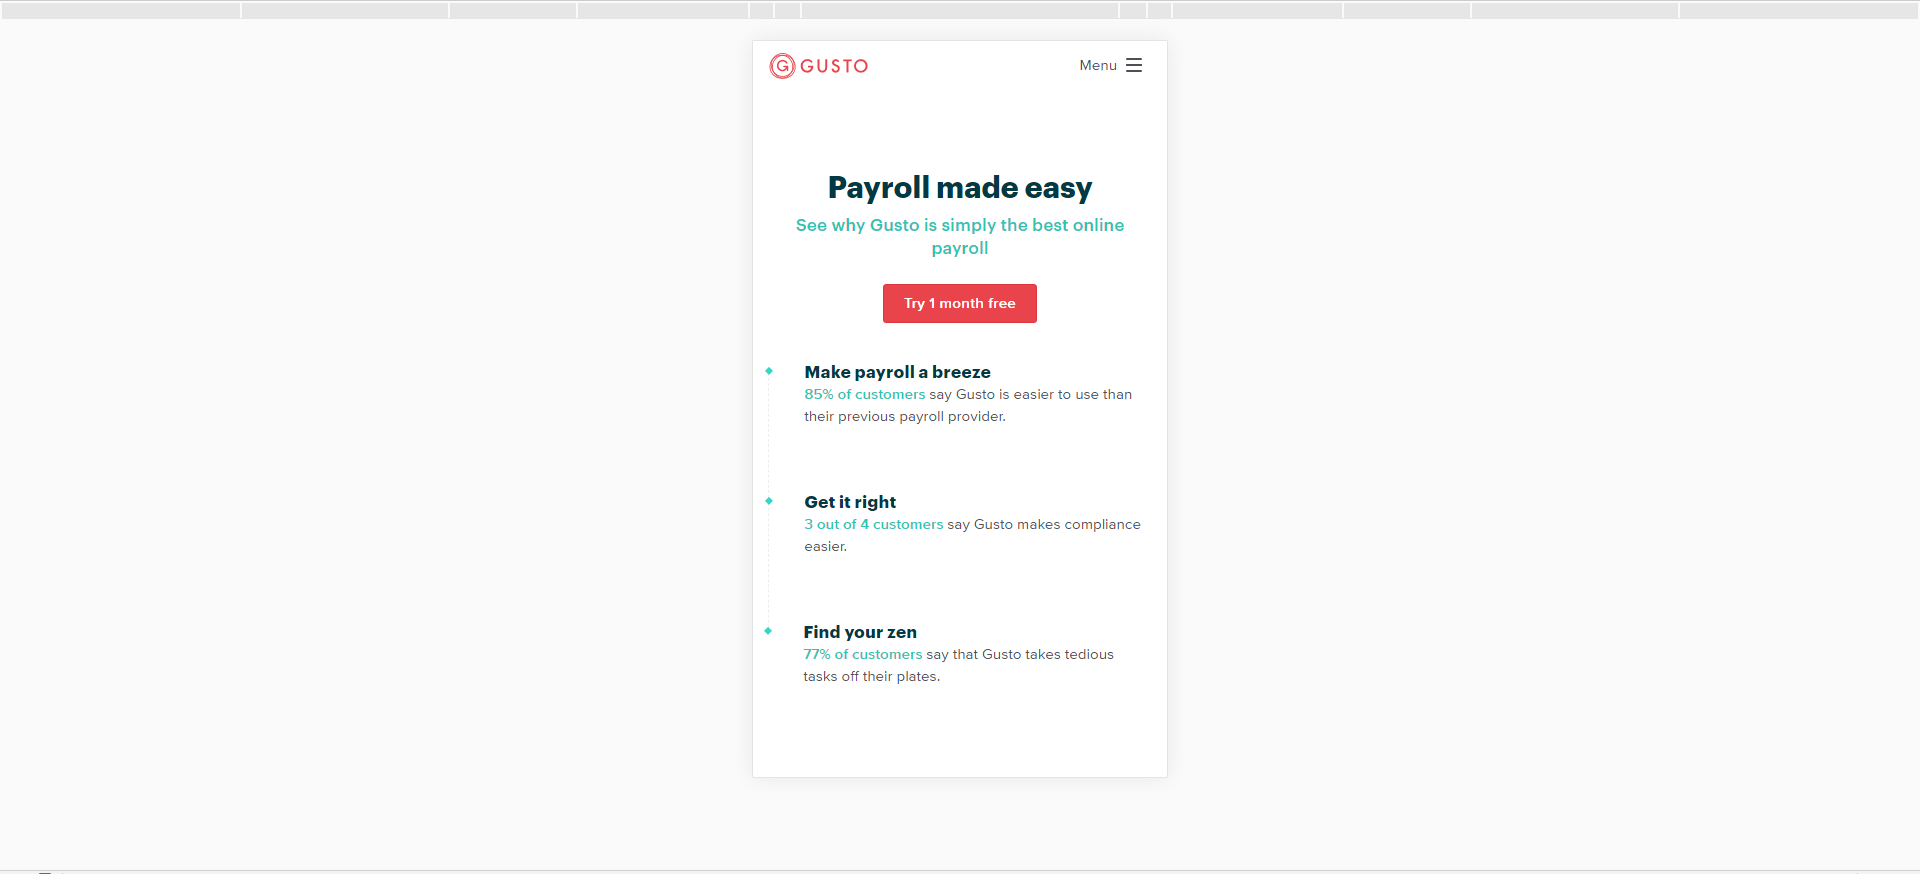 GUSTO
Menu
Payroll made easy
See why Gusto is simply the best online
payroll
Try 1 month free
Make payroll a breeze
85% of customers say Gusto is easier to use than
their previous payroll provider.
Get it right
3 out of 4 customers say Gusto makes compliance
easier.
Find your zen
77% of customers say that Gusto takes tedious
tasks off their plates.